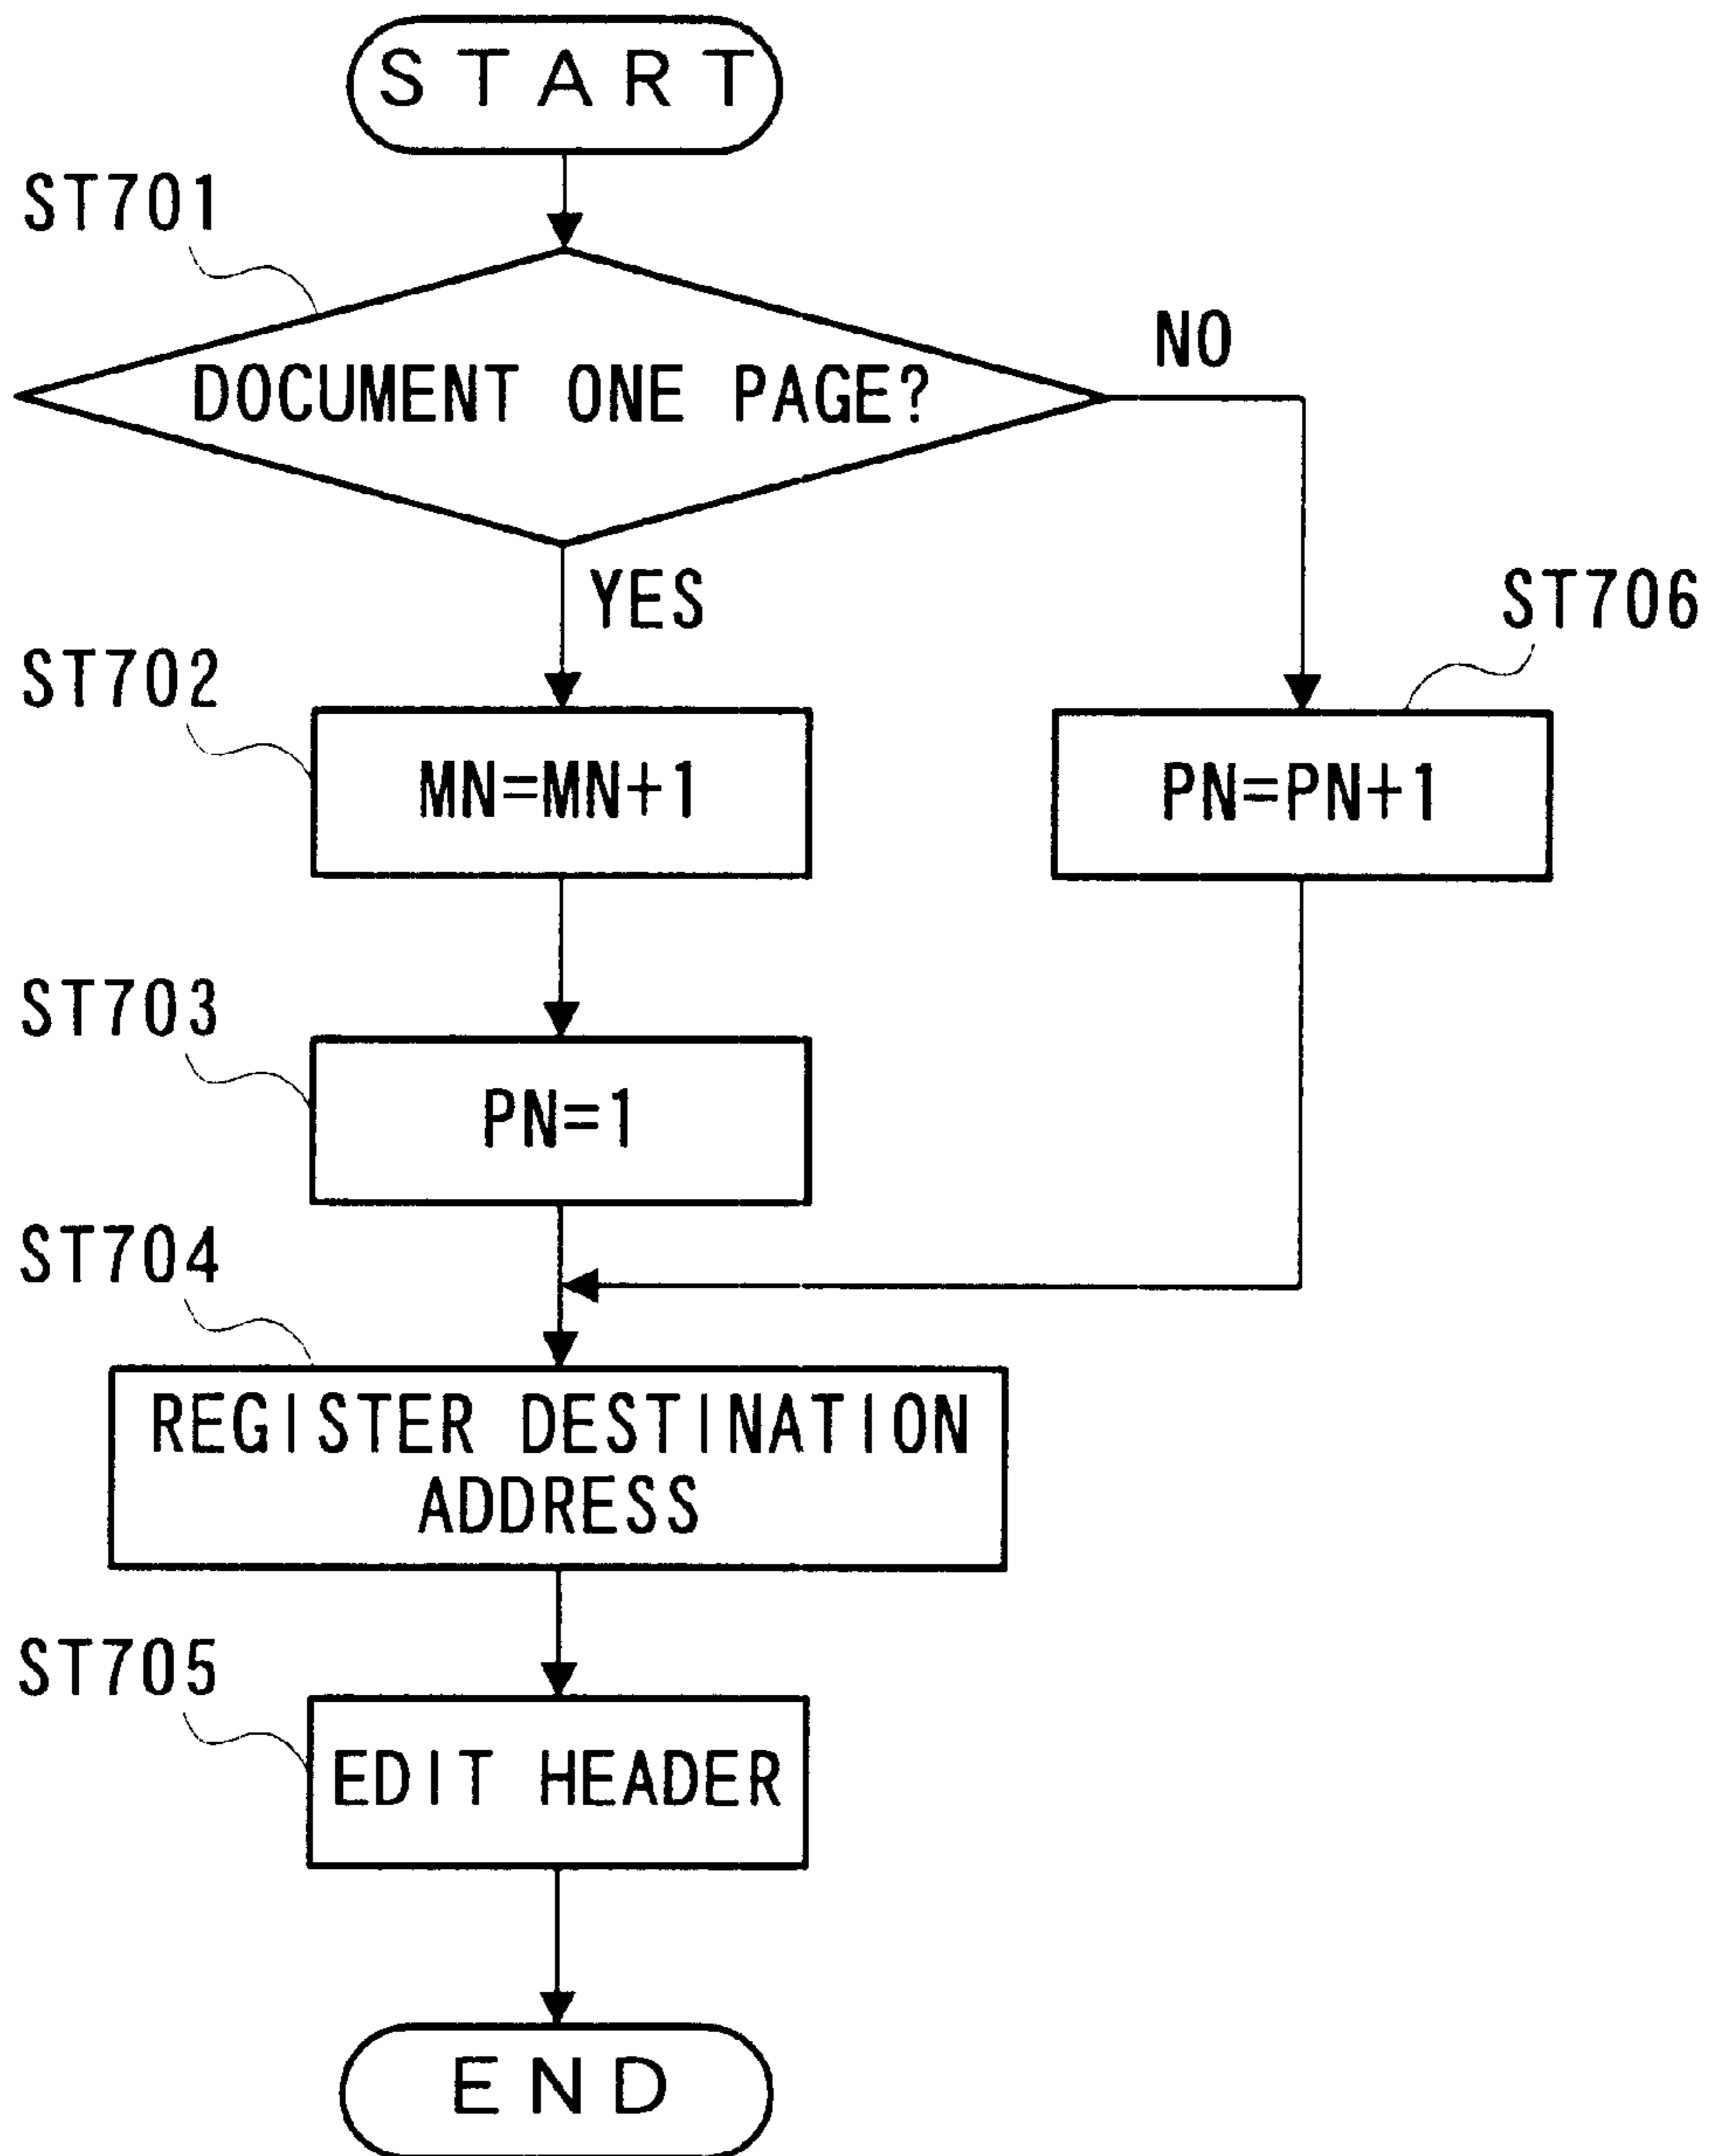 START
ST701
DOCUMENT ONE PAGE?
NO
YES
ST706
ST702
MN=MN+1
PN=PN+1
ST703
PN=1
ST704
REGISTER DESTINATION
ADDRESS
ST705
EDIT HEADER
END